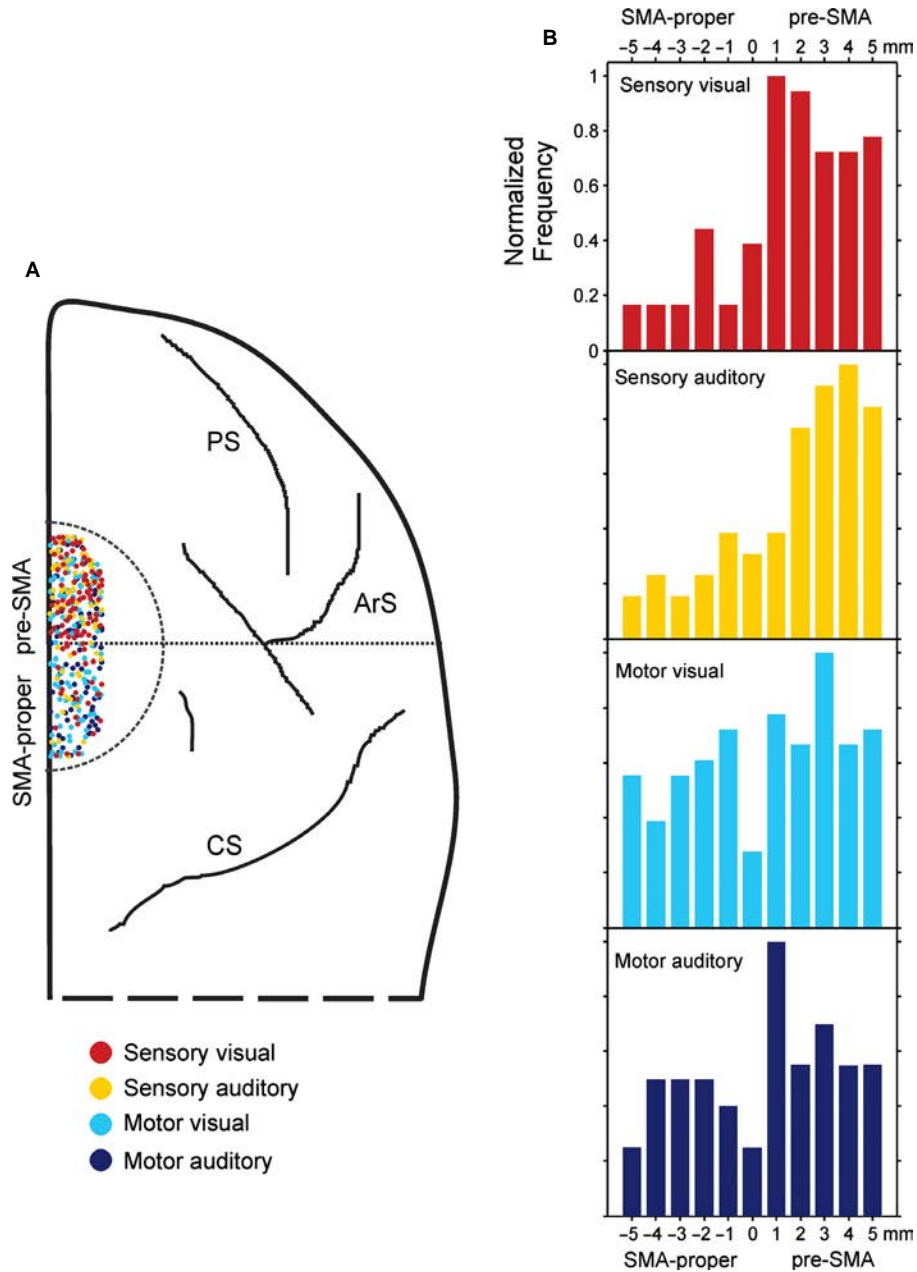 A
PS
ArS
CS
pre-SMA
SMA-proper
Sensory visual
Sensory auditory
Motor visual
Motor auditory
B
SMA-proper pre-SMA
−5 −4 −3 −2 −1 0 1 2 3 4 5 mm
Normalized
Frequency
1
0.8
0.6
0.4
0.2
0
Sensory visual
Sensory auditory
Motor visual
Motor auditory
−5 −4 −3 −2 −1 0 1 2 3 4 5 mm
SMA-proper pre-SMA